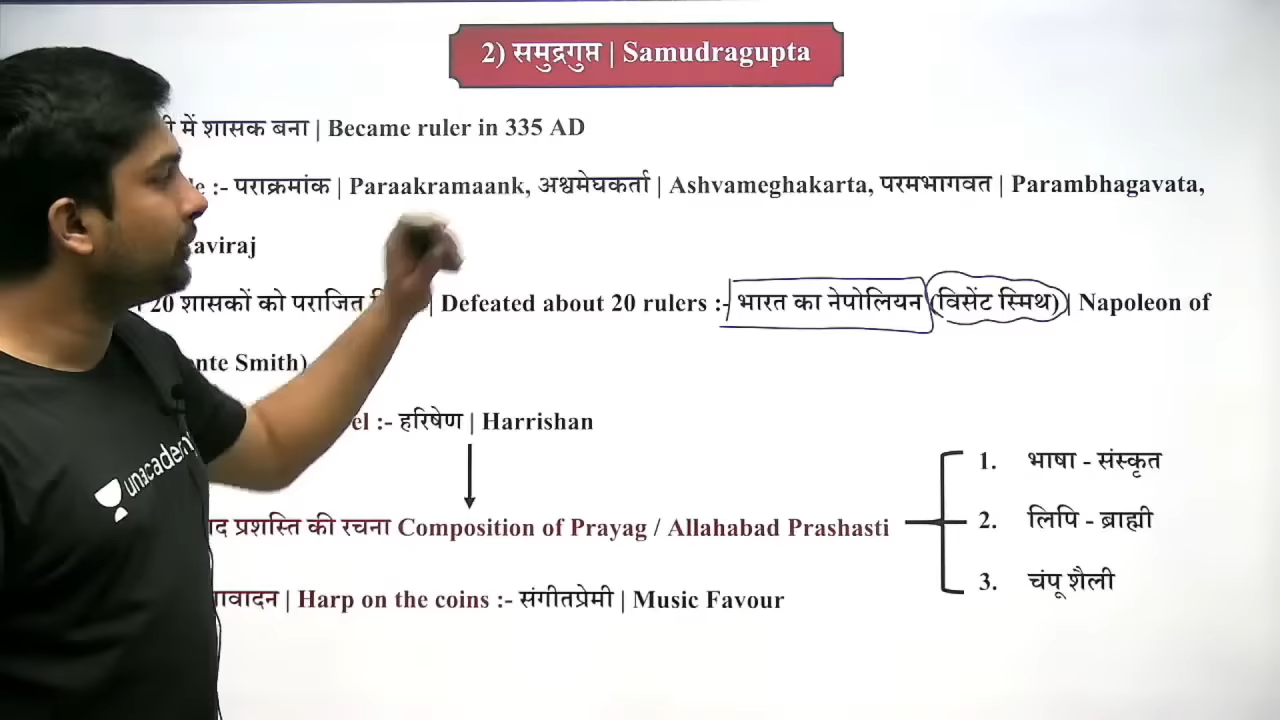 2) समुद्रगुप्त | Samudragupta
में शासक बना | Became ruler in 335 AD
:- पराक्रमांक | Paraakramaank, अश्वमेघकर्ता | Ashvameghakarta, परमभागवत | Parambhagavata,
aviraj
20 शासकों को पराजित | Defeated about 20 rulers :- भारत का नेपोलियन (विसेंट स्मिथ) | Napoleon of
nte Smith)
el :- हरिषेण | Harrishan
1. भाषा - संस्कृत
प्रशस्ति की रचना Composition of Prayag / Allahabad Prashasti
2. लिपि - ब्राह्मी
3. चंपू शैली
वादन | Harp on the coins :- संगीतप्रेमी | Music Favour
unacademy